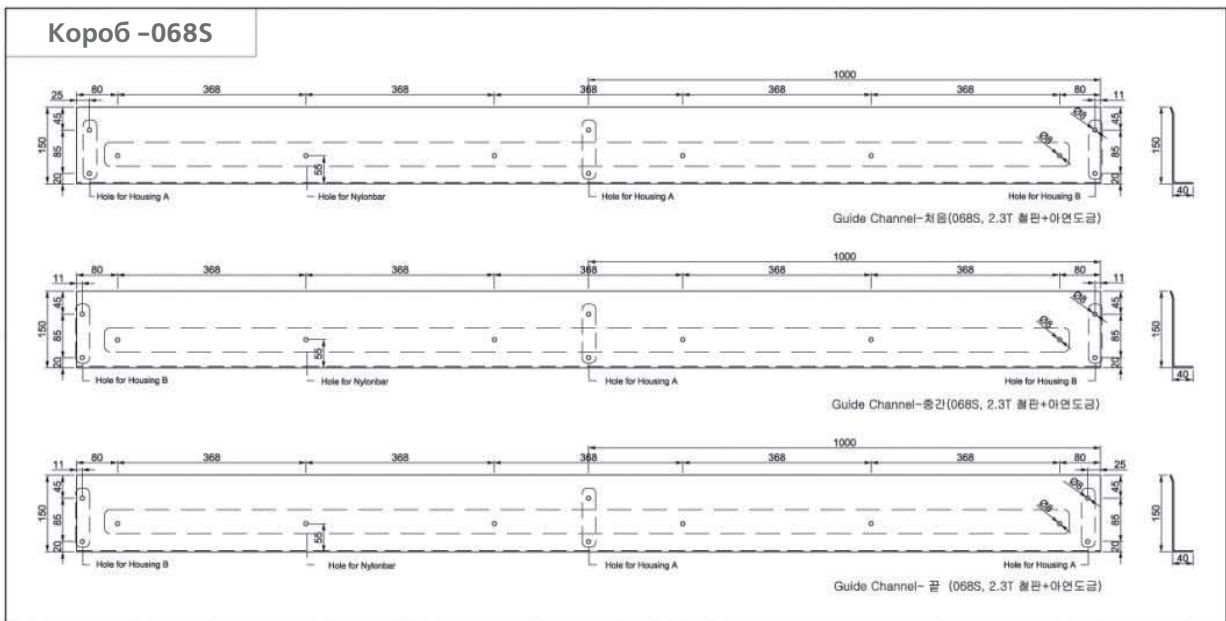 Короб -068S
1000
80 368 368 368 368 368 80
25 11
45 45
150 85 85 150
20 55 20 40
Ø8
Ø8
Hole for Housing A Hole for Nylonbar Hole for Housing A Hole for Housing B
Guide Channel-처음(068S, 2.3T 철판+아연도금)
1000
80 368 368 368 368 368 80
11 11
45 45
150 85 85 150
20 55 20 40
Ø8
Ø8
Hole for Housing B Hole for Nylonbar Hole for Housing A Hole for Housing B
Guide Channel-중간(068S, 2.3T 철판+아연도금)
1000
80 368 368 368 368 368 80
11 25
45 45
150 85 85 150
20 55 20 40
Ø8
Ø8
Hole for Housing B Hole for Nylonbar Hole for Housing A Hole for Housing A
Guide Channel- 끝 (068S, 2.3T 철판+아연도금)